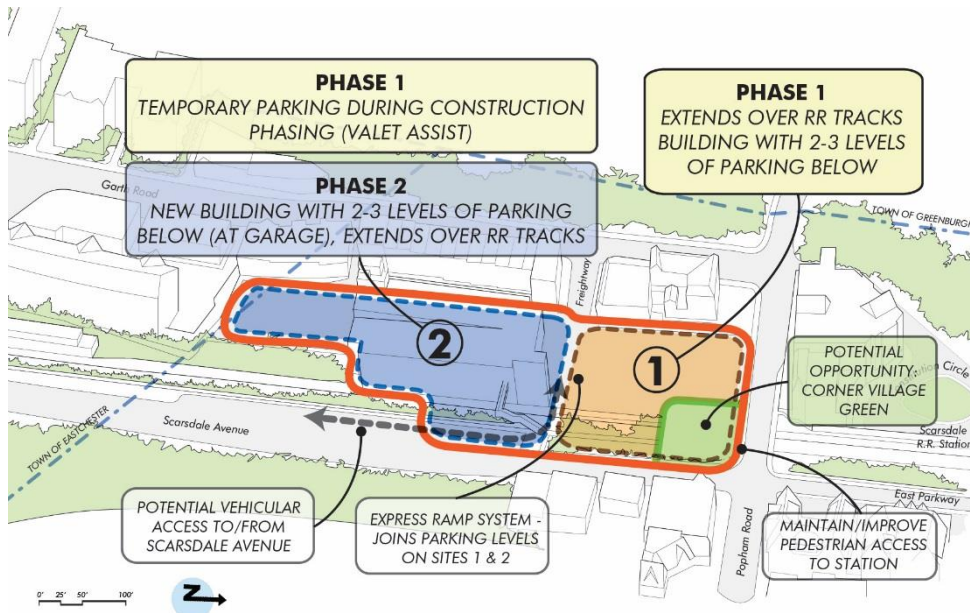 PHASE 1
TEMPORARY PARKING DURING CONSTRUCTION
PHASING (VALET ASSIST)
PHASE 1
EXTENDS OVER RR TRACKS
BUILDING WITH 2-3 LEVELS
OF PARKING BELOW
PHASE 2
NEW BUILDING WITH 2-3 LEVELS OF PARKING
BELOW (AT GARAGE), EXTENDS OVER RR TRACKS
Garth Road
TOWN OF GREENBURGH
Freightway
2
1
POTENTIAL
OPPORTUNITY:
CORNER VILLAGE
GREEN
Circle
Scarsdale
R.R. Station
Scarsdale Avenue
TOWN OF EASTCHESTER
East Parkway
POTENTIAL VEHICULAR
ACCESS TO/FROM
SCARSDALE AVENUE
EXPRESS RAMP SYSTEM -
JOINS PARKING LEVELS
ON SITES 1 & 2
Popham Road
MAINTAIN/IMPROVE
PEDESTRIAN ACCESS
TO STATION
0' 25' 50' 100'
N